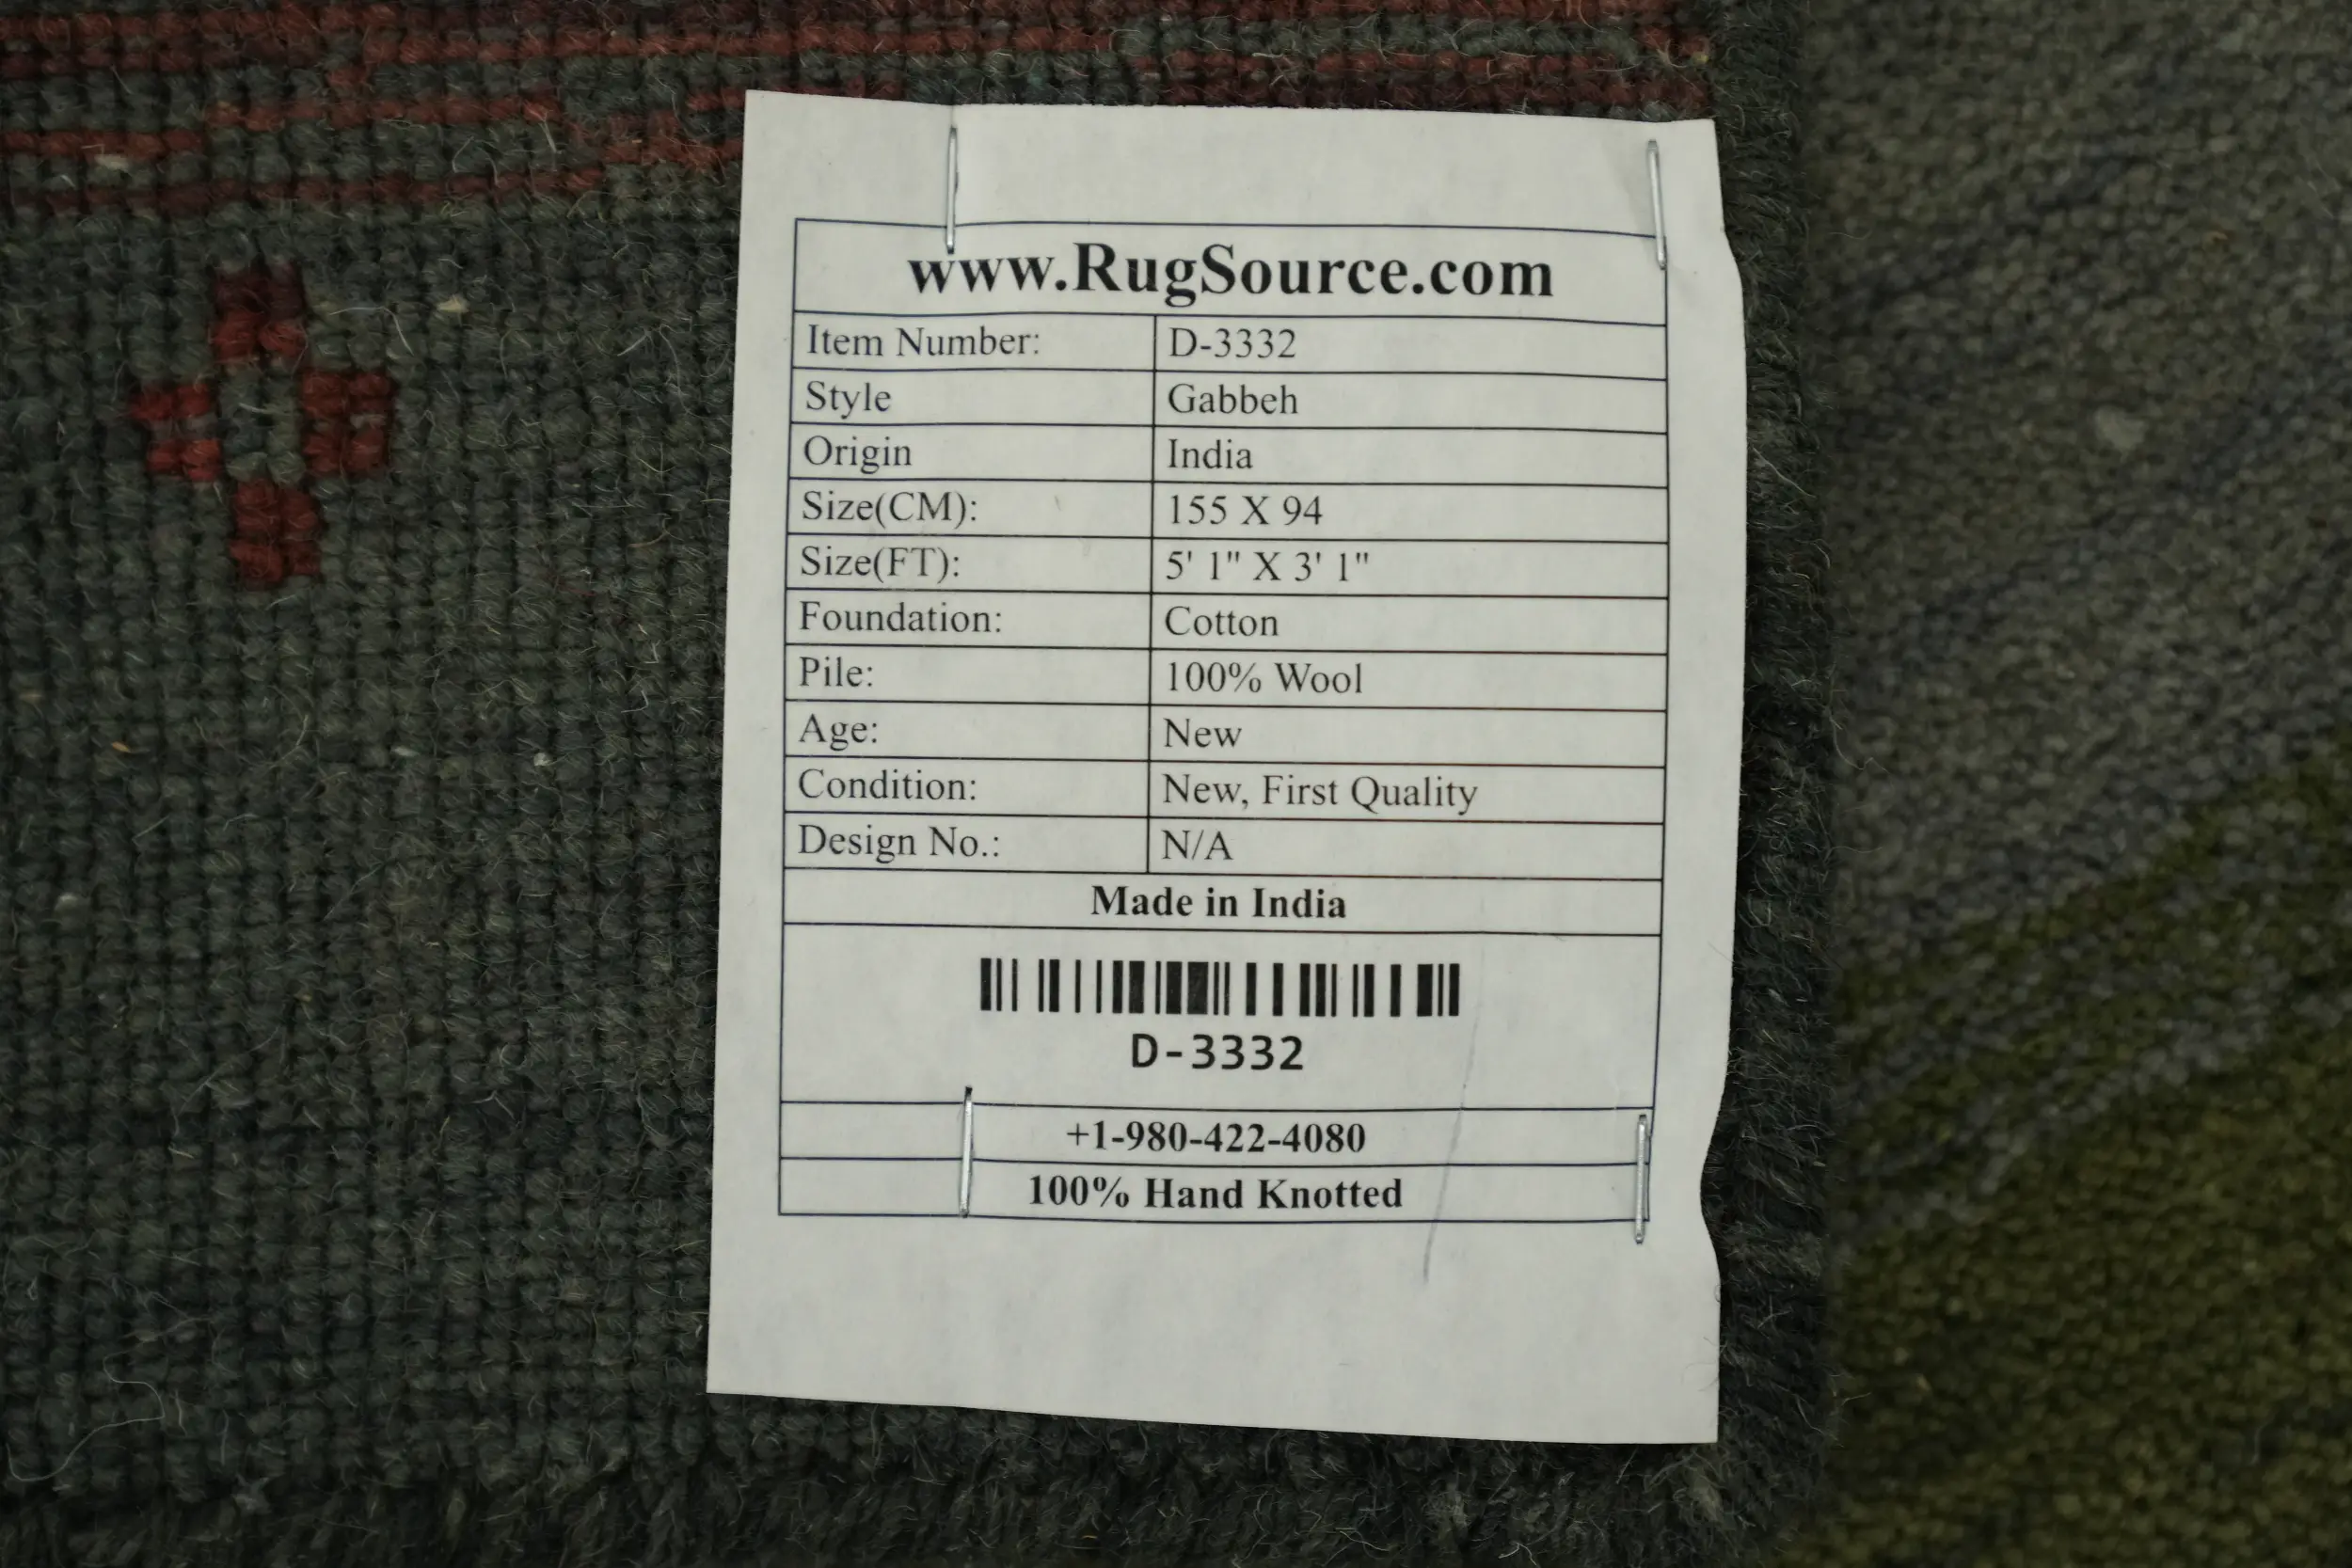 www.RugSource.com
Item Number: D-3332
Style Gabbeh
Origin India
Size(CM): 155 X 94
Size(FT): 5' 1" X 3' 1"
Foundation: Cotton
Pile: 100% Wool
Age: New
Condition: New, First Quality
Design No.: N/A
Made in India
D-3332
+1-980-422-4080
100% Hand Knotted